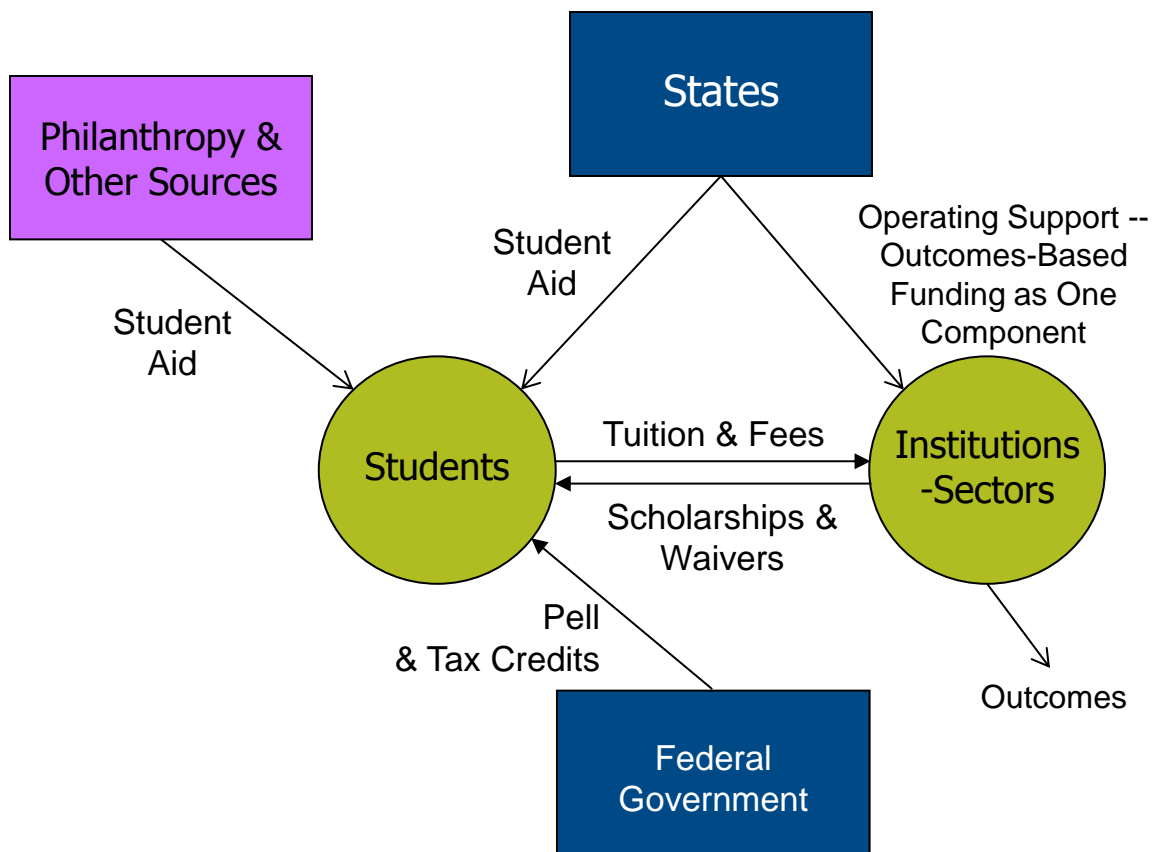 States
Philanthropy &
Other Sources
Operating Support --
Outcomes-Based
Funding as One
Component
Student
Aid
Student
Aid
Tuition & Fees
Students
Institutions
-Sectors
Scholarships &
Waivers
Pell
& Tax Credits
Outcomes
Federal
Government